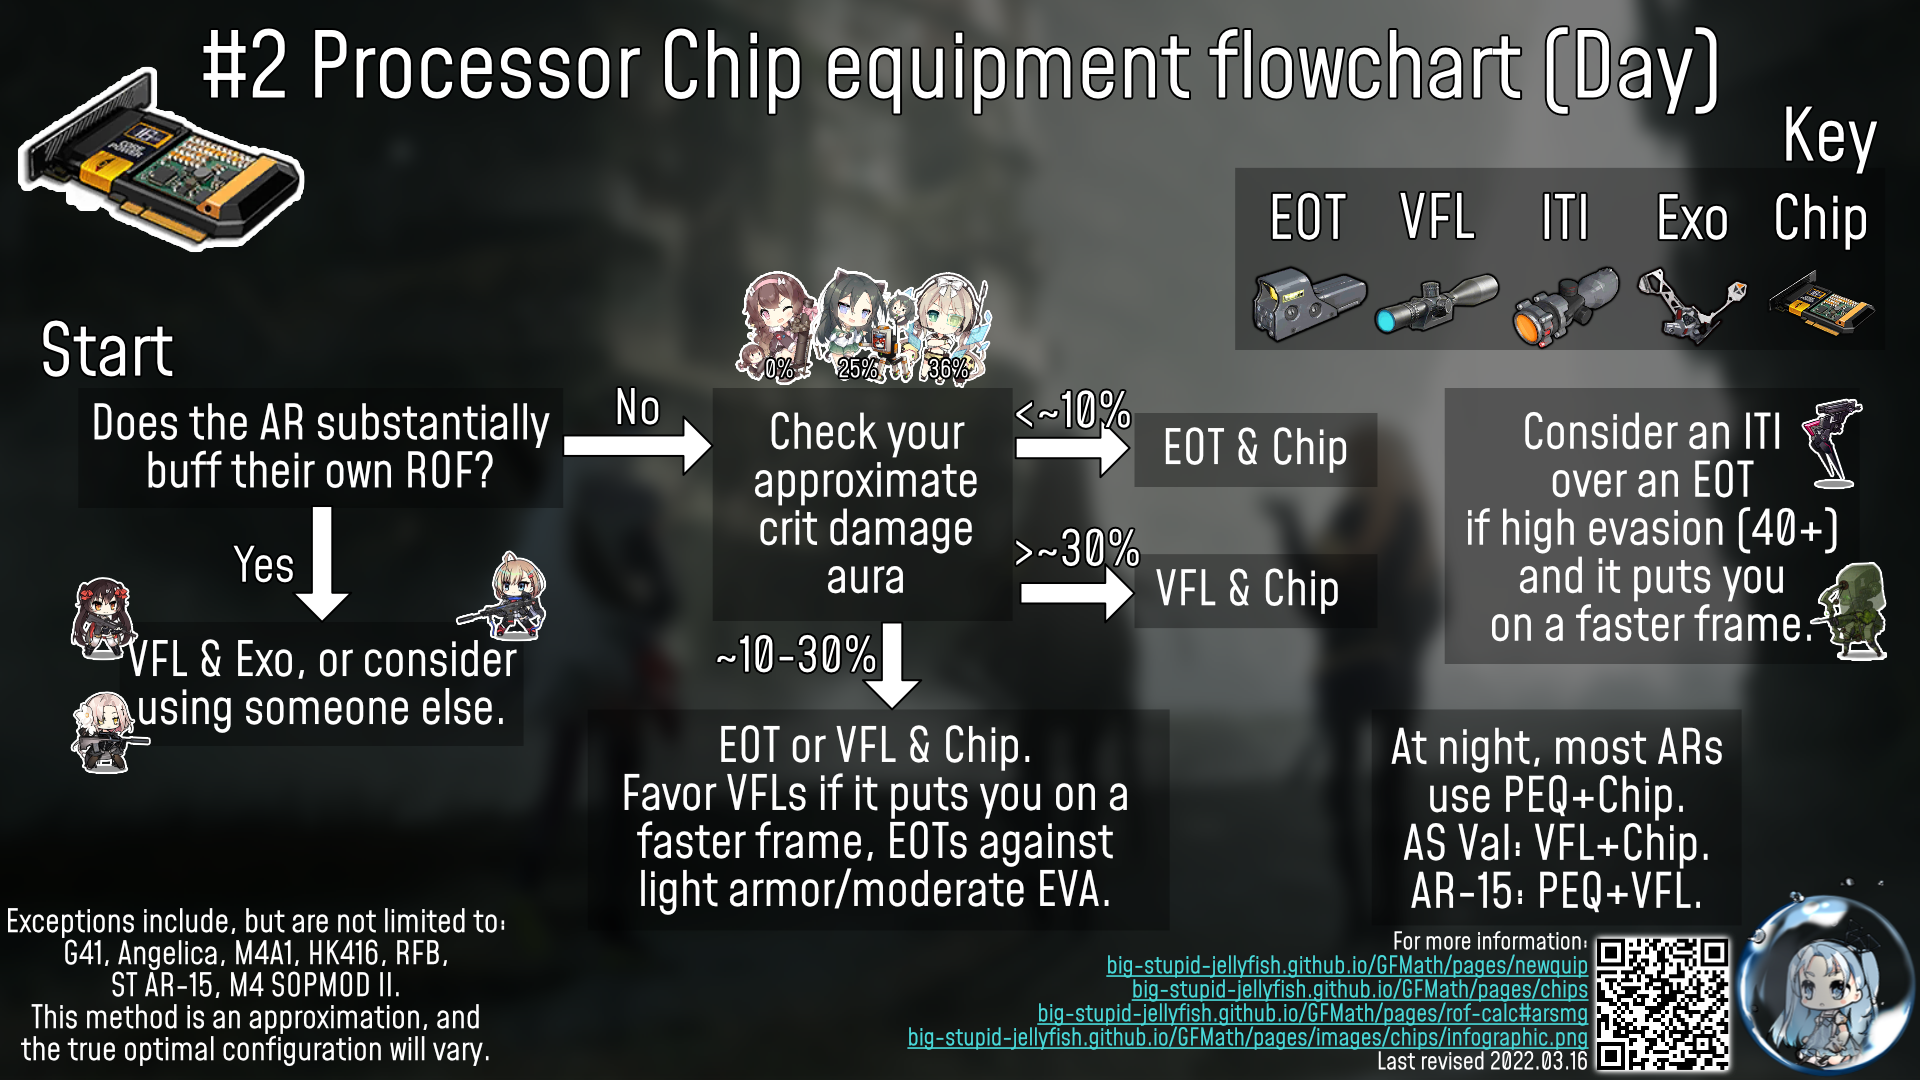 #2 Processor Chip equipment flowchart (Day)
16
CORE
POWER
Key
EOT VFL ITI Exo Chip
Start
Does the AR substantially
buff their own ROF?
No
Yes
VFL & Exo, or consider
using someone else.
0% 25% 36%
Check your
approximate
crit damage
aura
<~10%
EOT & Chip
>~30%
VFL & Chip
~10-30%
EOT or VFL & Chip.
Favor VFLs if it puts you on a
faster frame, EOTs against
light armor/moderate EVA.
Consider an ITI
over an EOT
if high evasion (40+)
and it puts you
on a faster frame.
At night, most ARs
use PEQ+Chip.
AS Val: VFL+Chip.
AR-15: PEQ+VFL.
Exceptions include, but are not limited to:
G41, Angelica, M4A1, HK416, RFB,
ST AR-15, M4 SOPMOD II.
This method is an approximation, and
the true optimal configuration will vary.
For more information:
big-stupid-jellyfish.github.io/GFMath/pages/newquip
big-stupid-jellyfish.github.io/GFMath/pages/chips
big-stupid-jellyfish.github.io/GFMath/pages/rof-calc#arsmg
big-stupid-jellyfish.github.io/GFMath/pages/images/chips/infographic.png
Last revised 2022.03.16